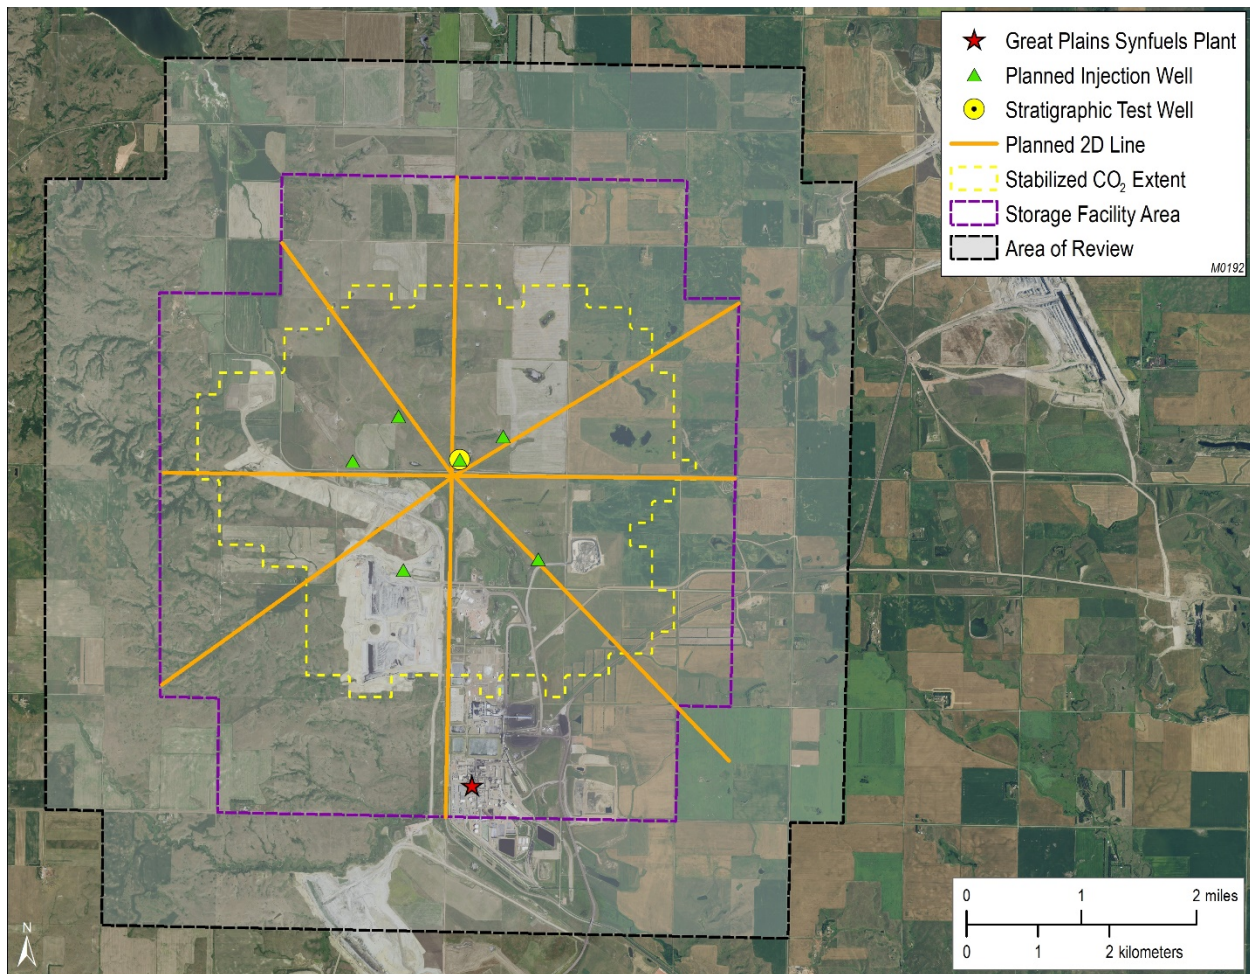 Great Plains Synfuels Plant
Planned Injection Well
Stratigraphic Test Well
Planned 2D Line
Stabilized CO₂ Extent
Storage Facility Area
Area of Review
M0192
N
0 1 2 miles
0 1 2 kilometers